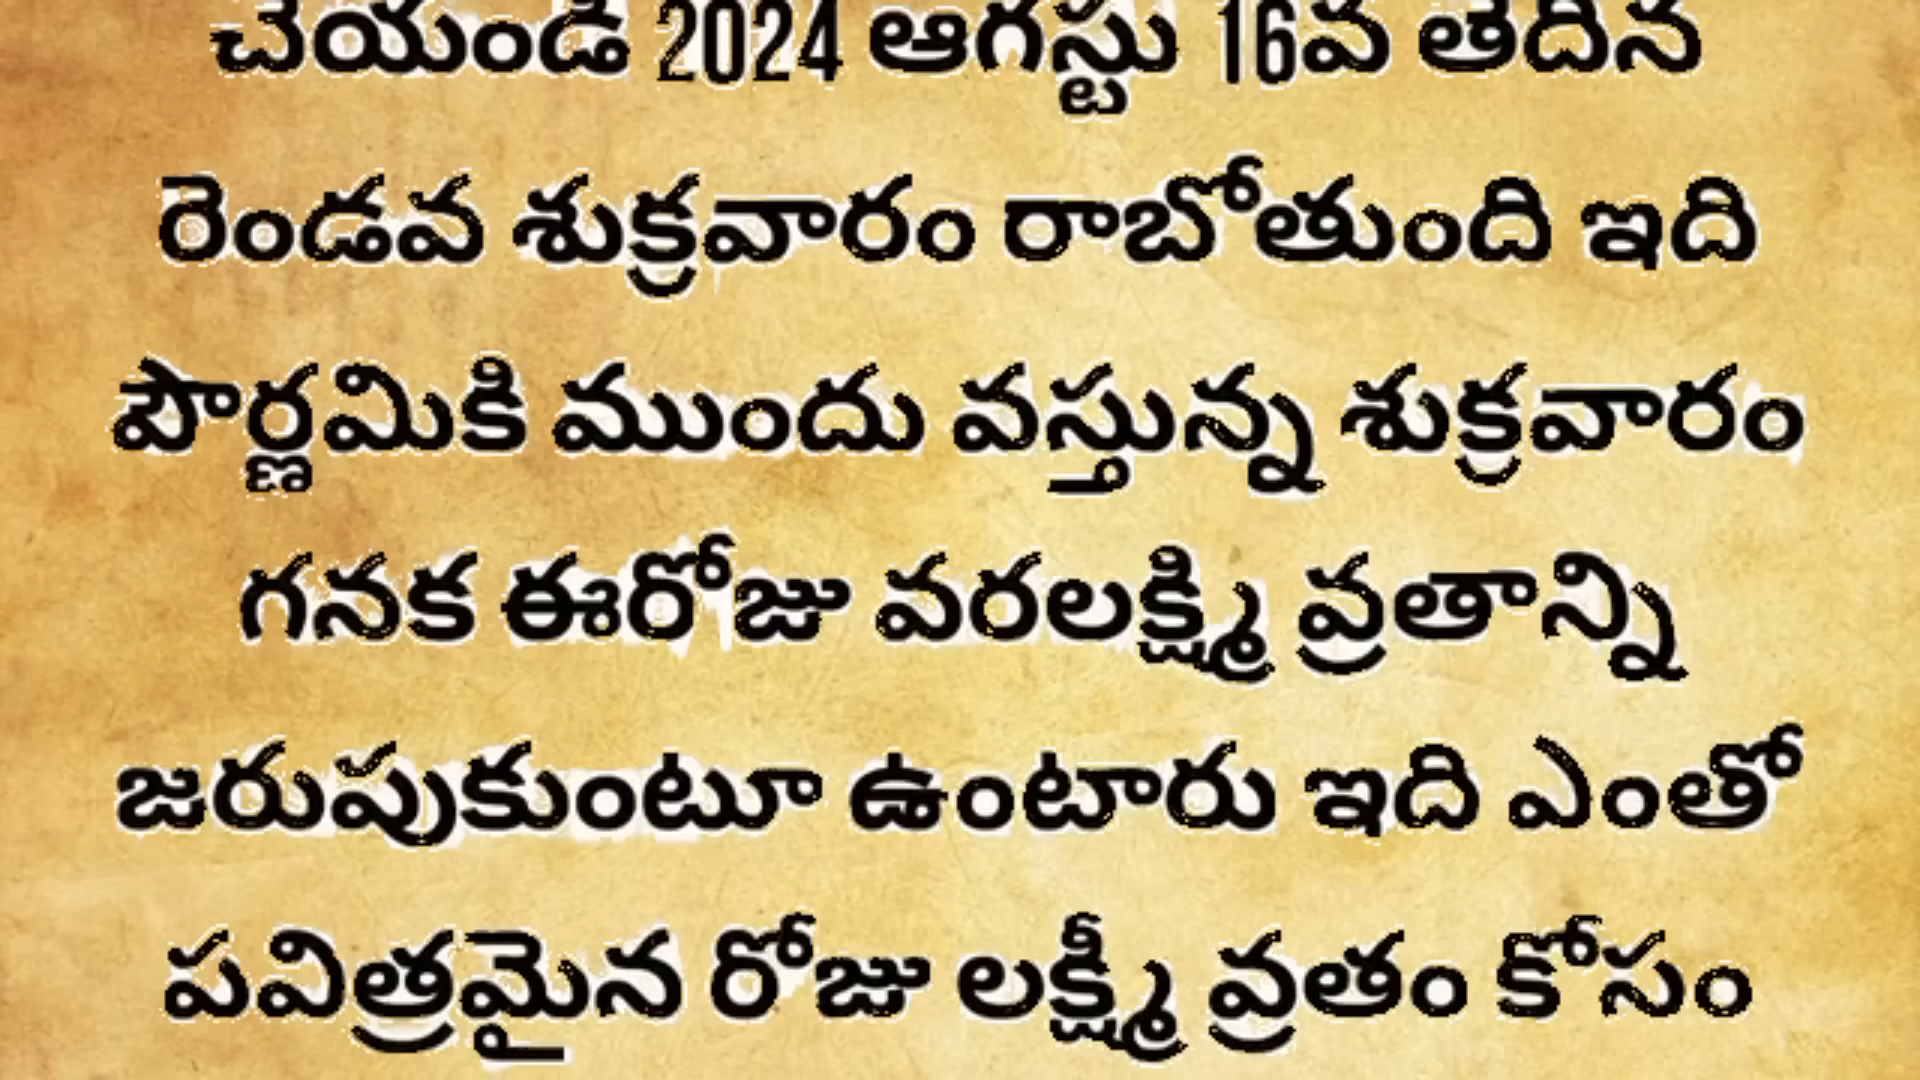 చేయండి 2024 ఆగస్టు 16వ తేదిన
రెండవ శుక్రవారం రాబోతుంది ఇది
పౌర్ణమికి ముందు వస్తున్న శుక్రవారం
గనక ఈరోజు వరలక్ష్మి వ్రతాన్ని
జరుపుకుంటూ ఉంటారు ఇది ఎంతో
పవిత్రమైన రోజు లక్ష్మీ వ్రతం కోసం